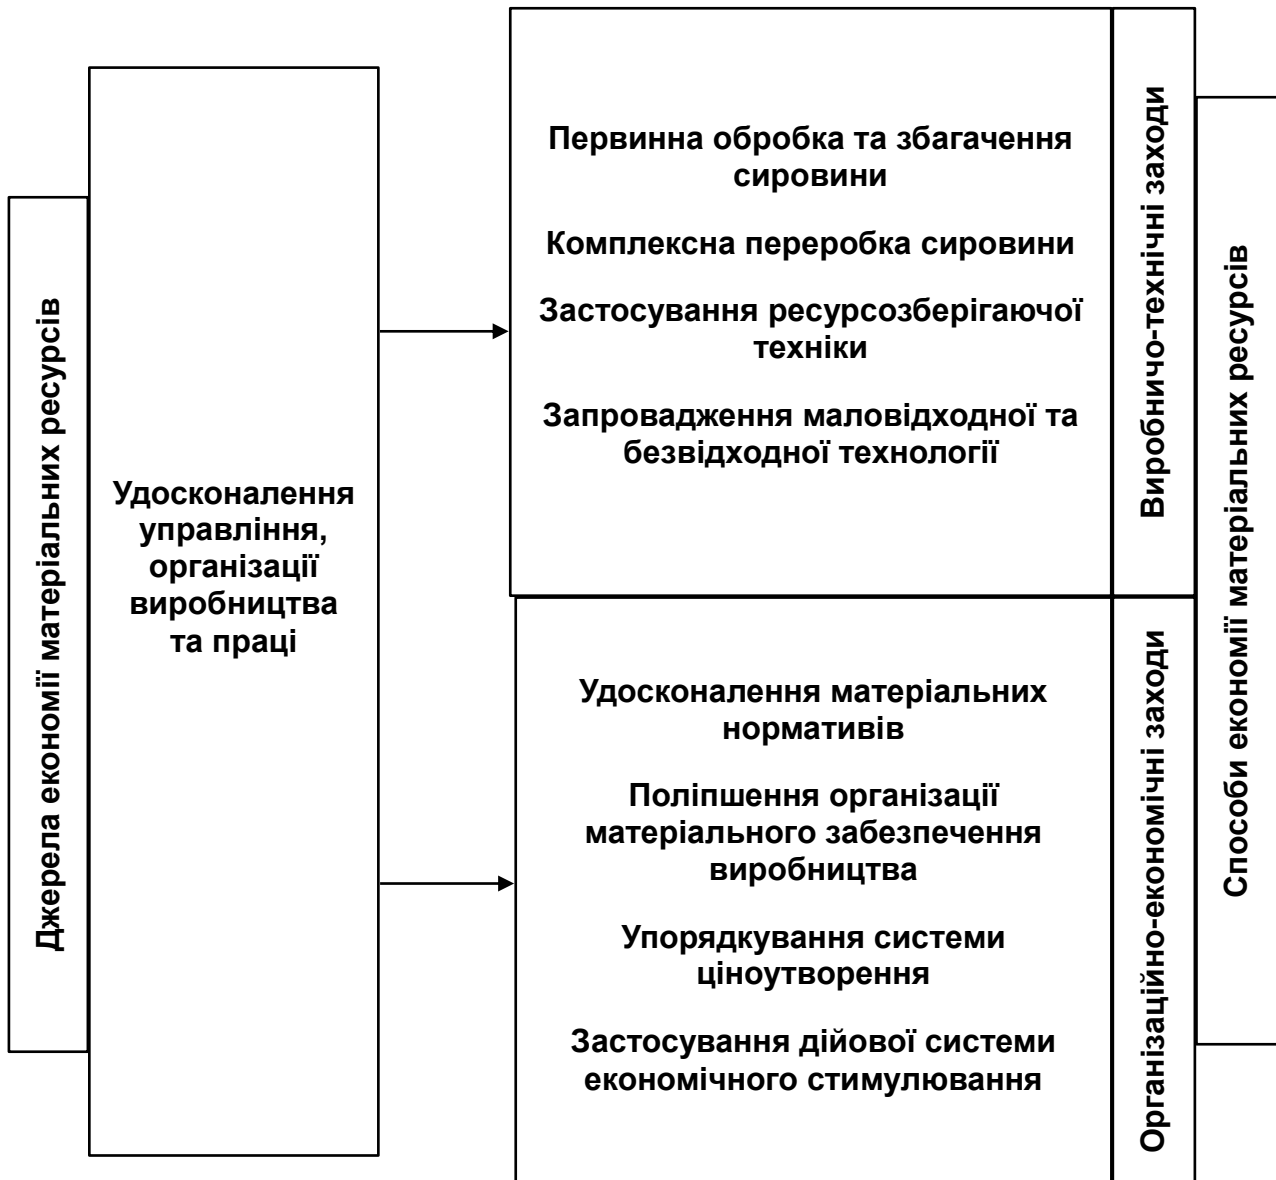 Джерела економії матеріальних ресурсів
Удосконалення
управління,
організації
виробництва
та праці
Первинна обробка та збагачення
сировини
Комплексна переробка сировини
Застосування ресурсозберігаючої
техніки
Запровадження маловідходної та
безвідходної технології
Виробничо-технічні заходи
Удосконалення матеріальних
нормативів
Поліпшення організації
матеріального забезпечення
виробництва
Упорядкування системи
ціноутворення
Застосування дійової системи
економічного стимулювання
Організаційно-економічні заходи
Способи економії матеріальних ресурсів